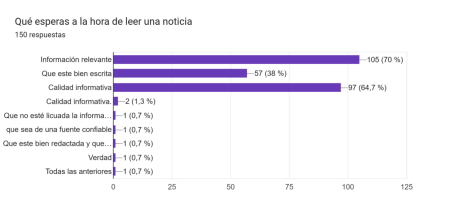 Qué esperas a la hora de leer una noticia
150 respuestas
Información relevante
105 (70 %)
Que este bien escrita
57 (38 %)
Calidad informativa
97 (64,7 %)
Calidad informativa.
2 (1,3 %)
Que no esté licuada la informa…
1 (0,7 %)
que sea de una fuente confiable
1 (0,7 %)
Que este bien redactada y que…
1 (0,7 %)
Verdad
1 (0,7 %)
Todas las anteriores
1 (0,7 %)
0 25 50 75 100 125